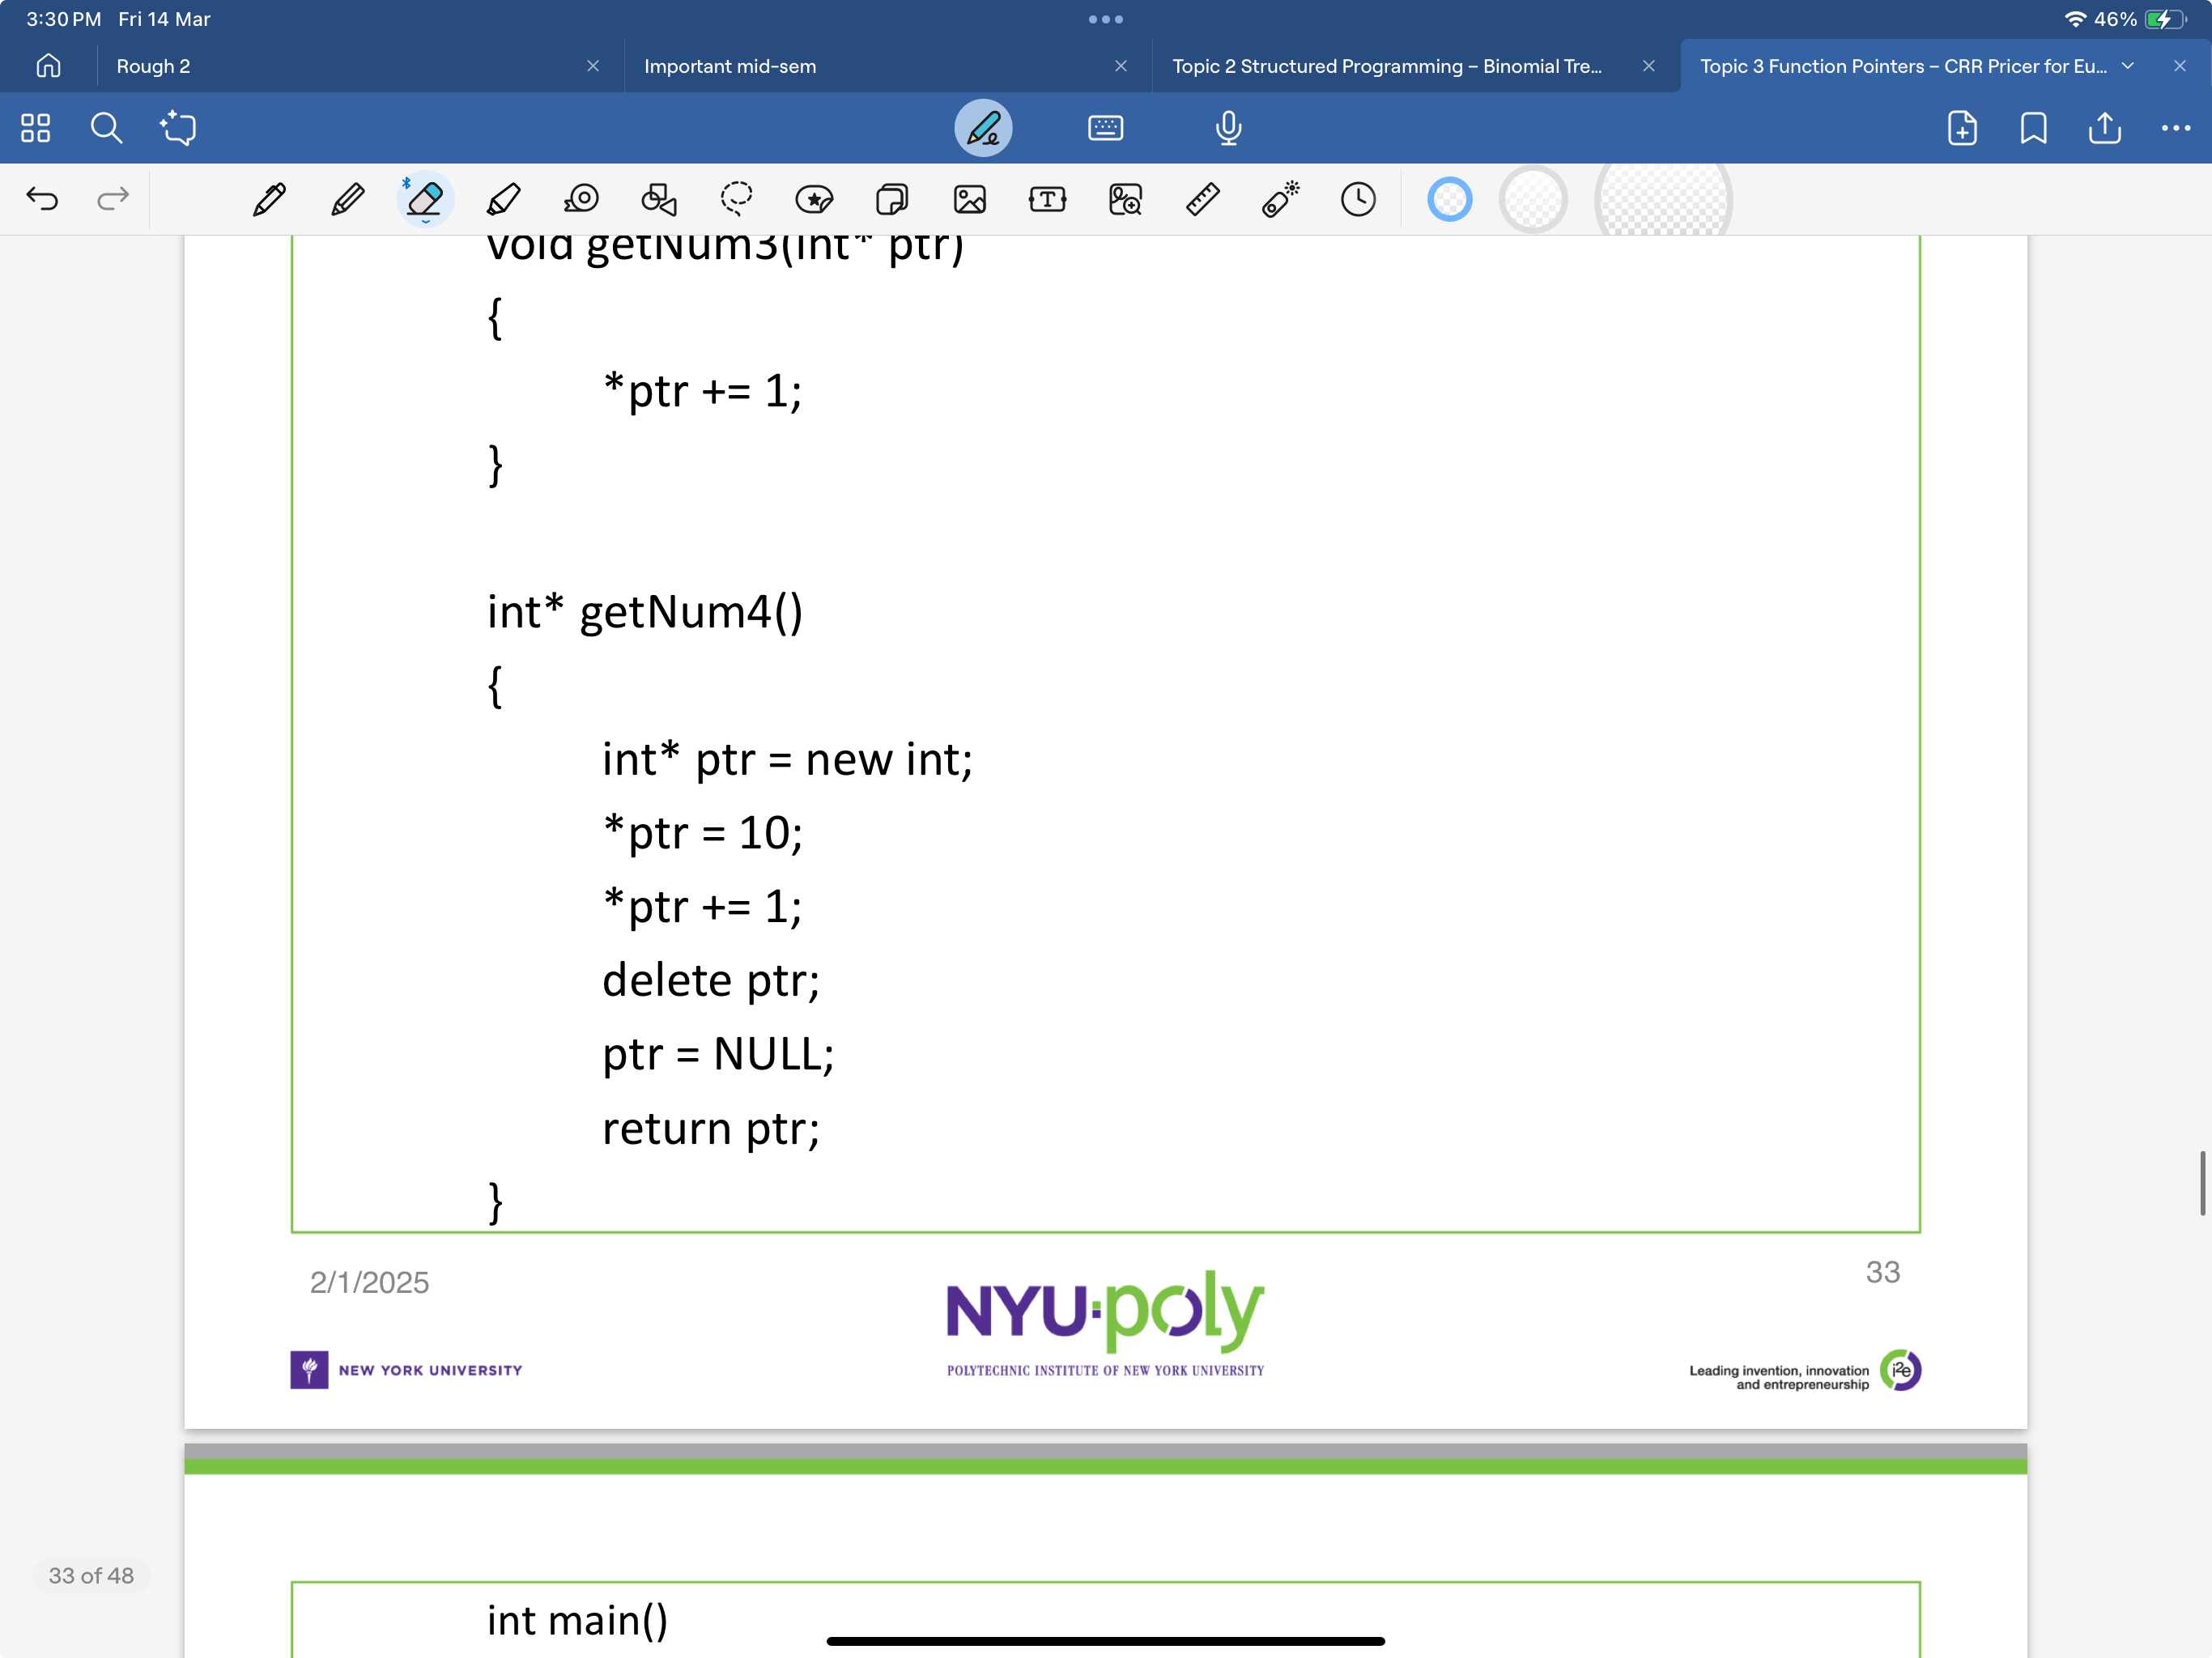 3:30 PM Fri 14 Mar
46%
Rough 2
Important mid-sem
Topic 2 Structured Programming – Binomial Tre...
Topic 3 Function Pointers – CRR Pricer for Eu...
void getNum3(int* ptr)
{
*ptr += 1;
}
int* getNum4()
{
int* ptr = new int;
*ptr = 10;
*ptr += 1;
delete ptr;
ptr = NULL;
return ptr;
}
2/1/2025
33
NYU·poly
POLYTECHNIC INSTITUTE OF NEW YORK UNIVERSITY
NEW YORK UNIVERSITY
Leading invention, innovation
and entrepreneurship
i2e
33 of 48
int main()